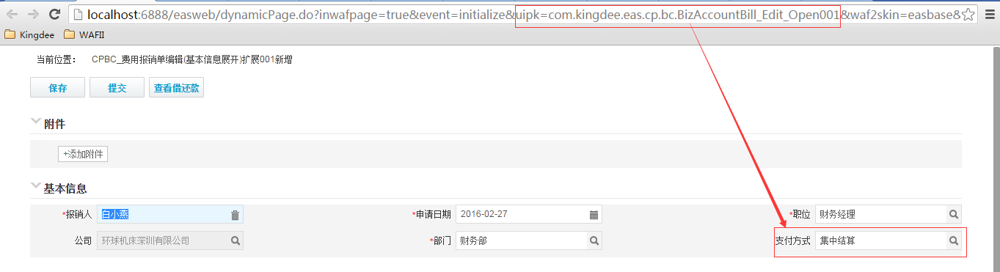 localhost:6888/easweb/dynamicPage.do?inwafpage=true&event=initialize&uipk=com.kingdee.eas.cp.bc.BizAccountBill_Edit_Open001&waf2skin=easbase&
Kingdee WAFII
当前位置： CPBC_费用报销单编辑(基本信息展开)扩展001新增
保存 提交 查看借还款
附件
+添加附件
基本信息
*报销人 白小燕 *申请日期 2016-02-27 *职位 财务经理
公司 环球机床深圳有限公司 *部门 财务部 支付方式 集中结算